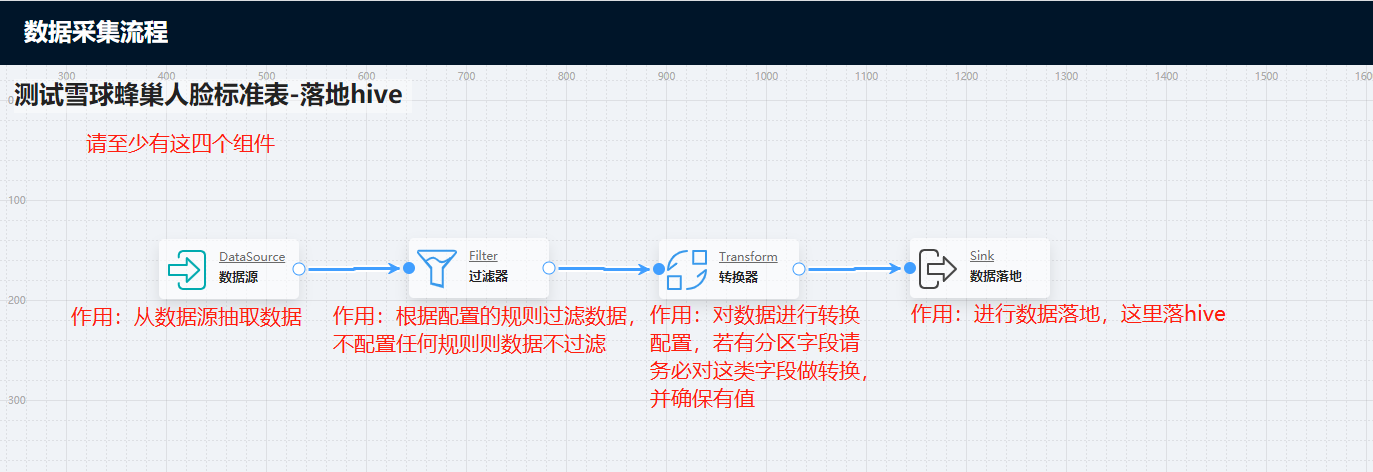 数据采集流程
300 400 500 600 700 800 900 1000 1100 1200 1300 1400 1500 1600
0
测试雪球蜂巢人脸标准表-落地hive
请至少有这四个组件
100
DataSource
数据源
Filter
过滤器
Transform
转换器
Sink
数据落地
200
作用：从数据源抽取数据
作用：根据配置的规则过滤数据，
不配置任何规则则数据不过滤
作用：对数据进行转换
配置，若有分区字段请
务必对这类字段做转换，
并确保有值
作用：进行数据落地，这里落hive
300